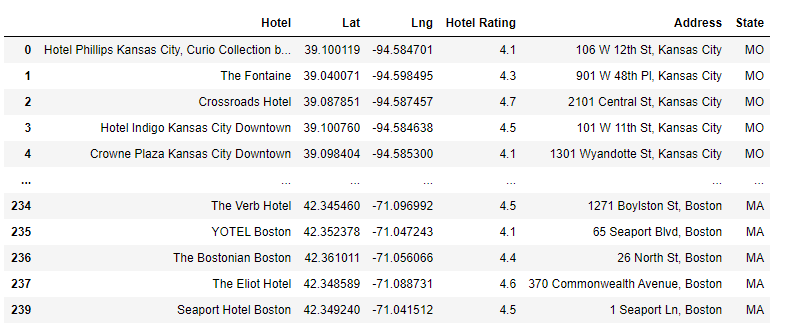 Hotel Lat Lng Hotel Rating Address State
0 Hotel Phillips Kansas City, Curio Collection b... 39.100119 -94.584701 4.1 106 W 12th St, Kansas City MO
1 The Fontaine 39.040071 -94.598495 4.3 901 W 48th Pl, Kansas City MO
2 Crossroads Hotel 39.087851 -94.587457 4.7 2101 Central St, Kansas City MO
3 Hotel Indigo Kansas City Downtown 39.100760 -94.584638 4.5 101 W 11th St, Kansas City MO
4 Crowne Plaza Kansas City Downtown 39.098404 -94.585300 4.1 1301 Wyandotte St, Kansas City MO
... ... ... ... ... ... ...
234 The Verb Hotel 42.345460 -71.096992 4.5 1271 Boylston St, Boston MA
235 YOTEL Boston 42.352378 -71.047243 4.1 65 Seaport Blvd, Boston MA
236 The Bostonian Boston 42.361011 -71.056066 4.4 26 North St, Boston MA
237 The Eliot Hotel 42.348589 -71.088731 4.6 370 Commonwealth Avenue, Boston MA
239 Seaport Hotel Boston 42.349240 -71.041512 4.5 1 Seaport Ln, Boston MA